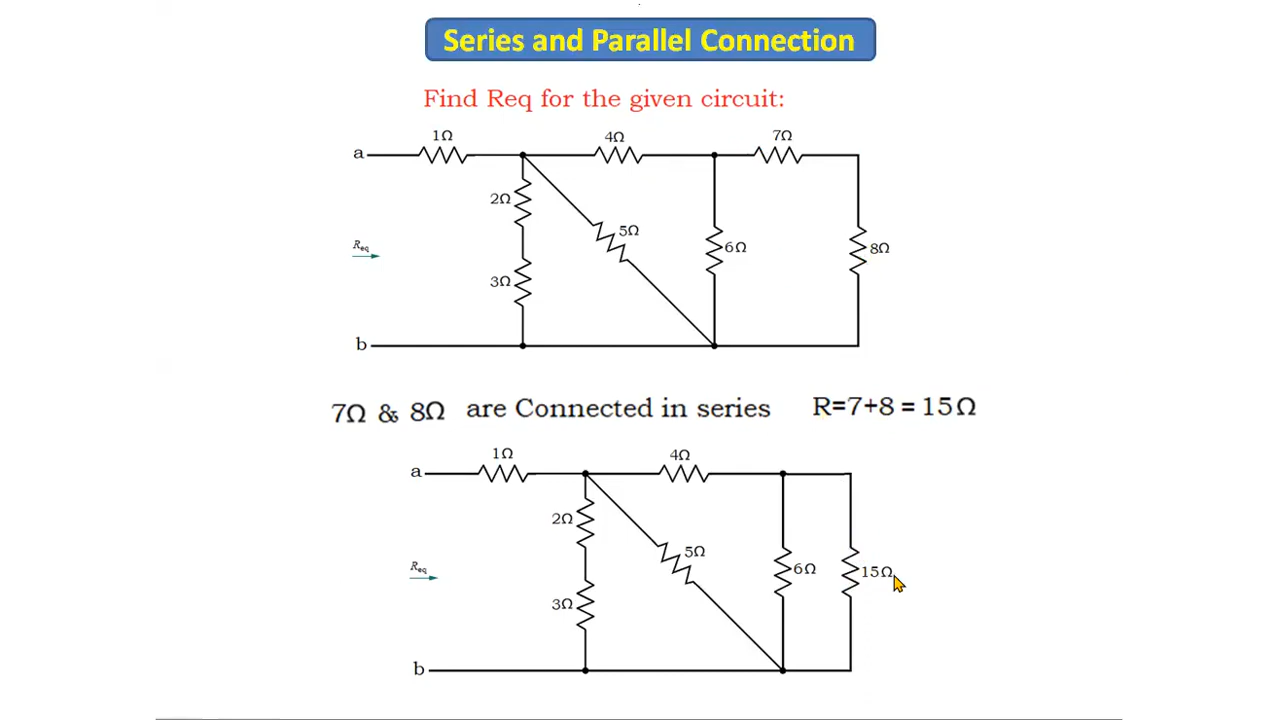 Series and Parallel Connection
Find Req for the given circuit:
1Ω
4Ω
7Ω
a
2Ω
5Ω
Req
6Ω
8Ω
3Ω
b
7Ω & 8Ω are Connected in series R=7+8 = 15Ω
1Ω
4Ω
a
2Ω
5Ω
Req
6Ω
15Ω
3Ω
b